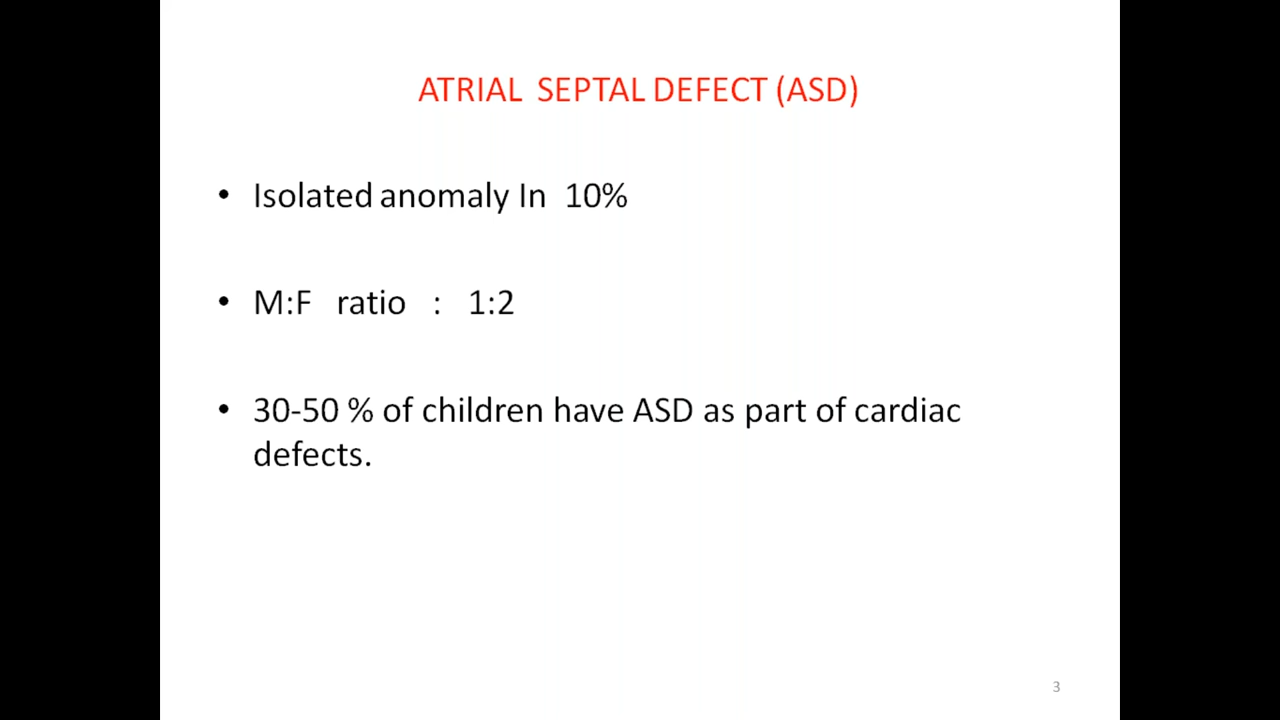 ATRIAL SEPTAL DEFECT (ASD)
• Isolated anomaly In 10%
• M:F ratio : 1:2
• 30-50 % of children have ASD as part of cardiac
defects.
3